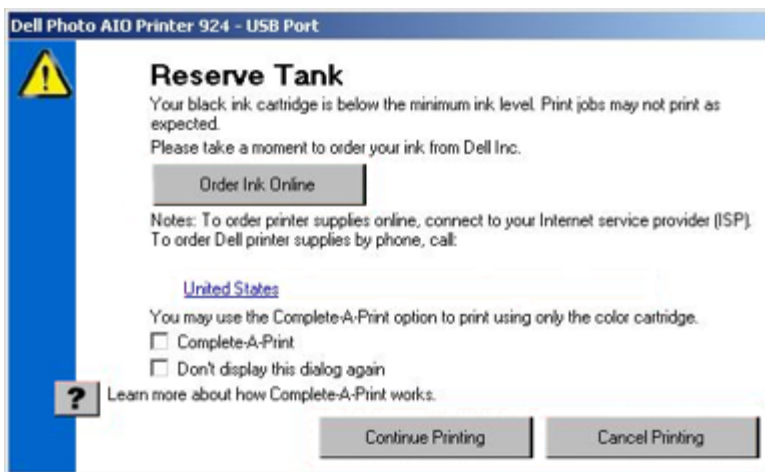 Dell Photo AIO Printer 924 - USB Port
Reserve Tank
Your black ink cartridge is below the minimum ink level. Print jobs may not print as
expected.
Please take a moment to order your ink from Dell Inc.
Order Ink Online
Notes: To order printer supplies online, connect to your Internet service provider (ISP).
To order Dell printer supplies by phone, call:
United States
You may use the Complete-A-Print option to print using only the color cartridge.
Complete-A-Print
Don't display this dialog again
? Learn more about how Complete-A-Print works.
Continue Printing Cancel Printing